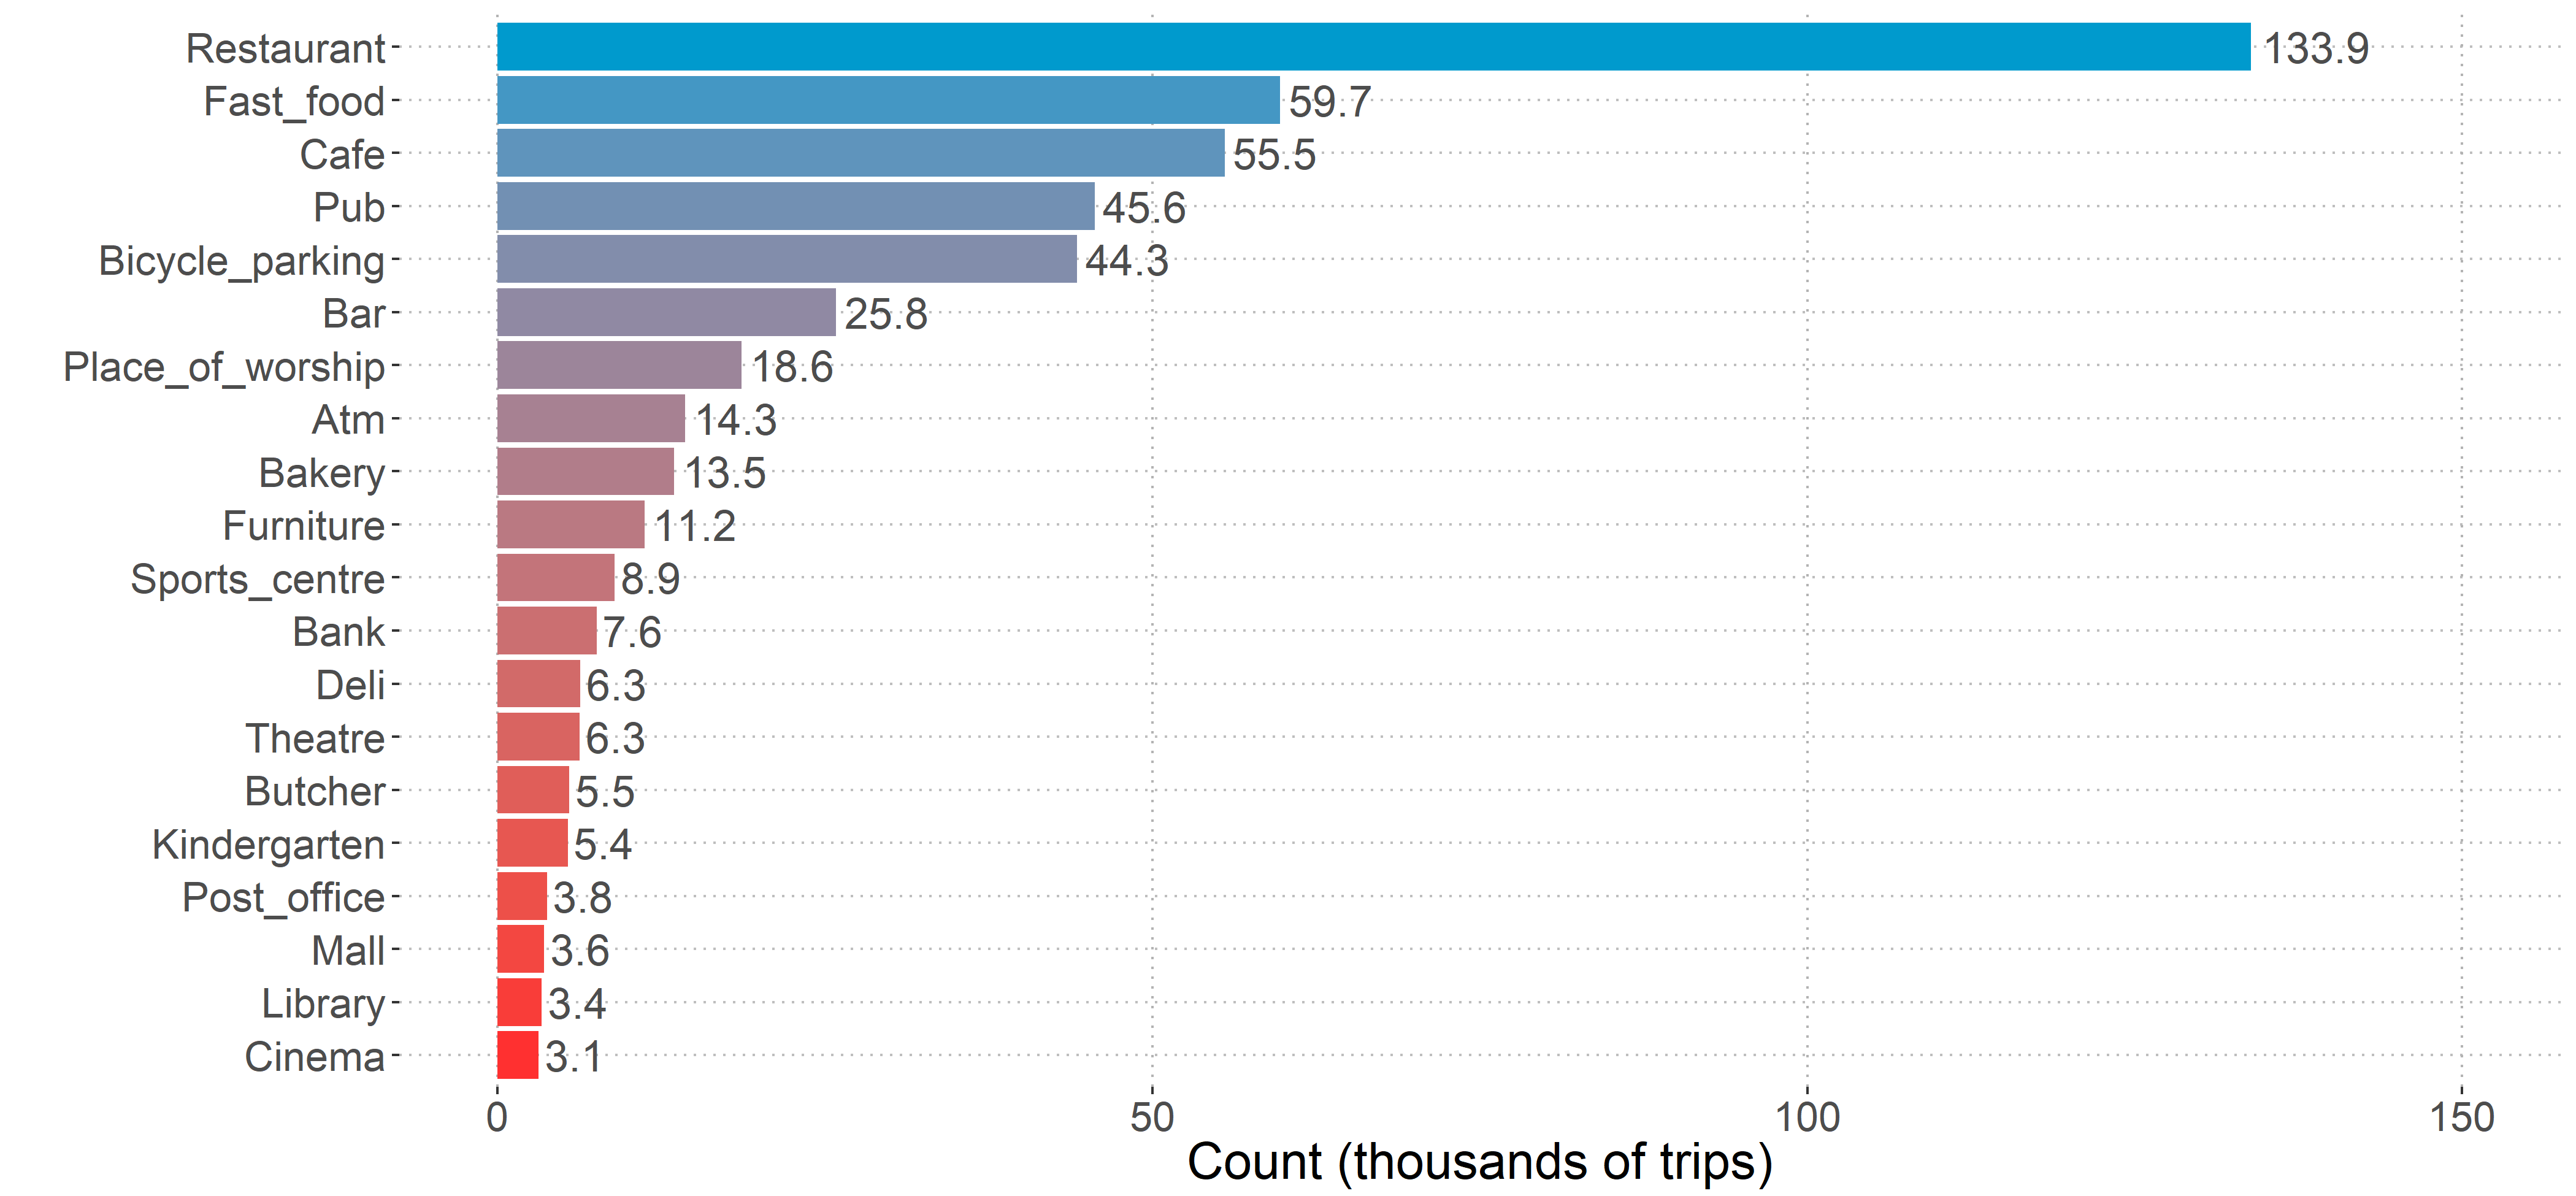 Restaurant 133.9
Fast_food 59.7
Cafe 55.5
Pub 45.6
Bicycle_parking 44.3
Bar 25.8
Place_of_worship 18.6
Atm 14.3
Bakery 13.5
Furniture 11.2
Sports_centre 8.9
Bank 7.6
Deli 6.3
Theatre 6.3
Butcher 5.5
Kindergarten 5.4
Post_office 3.8
Mall 3.6
Library 3.4
Cinema 3.1
0 50 100 150
Count (thousands of trips)